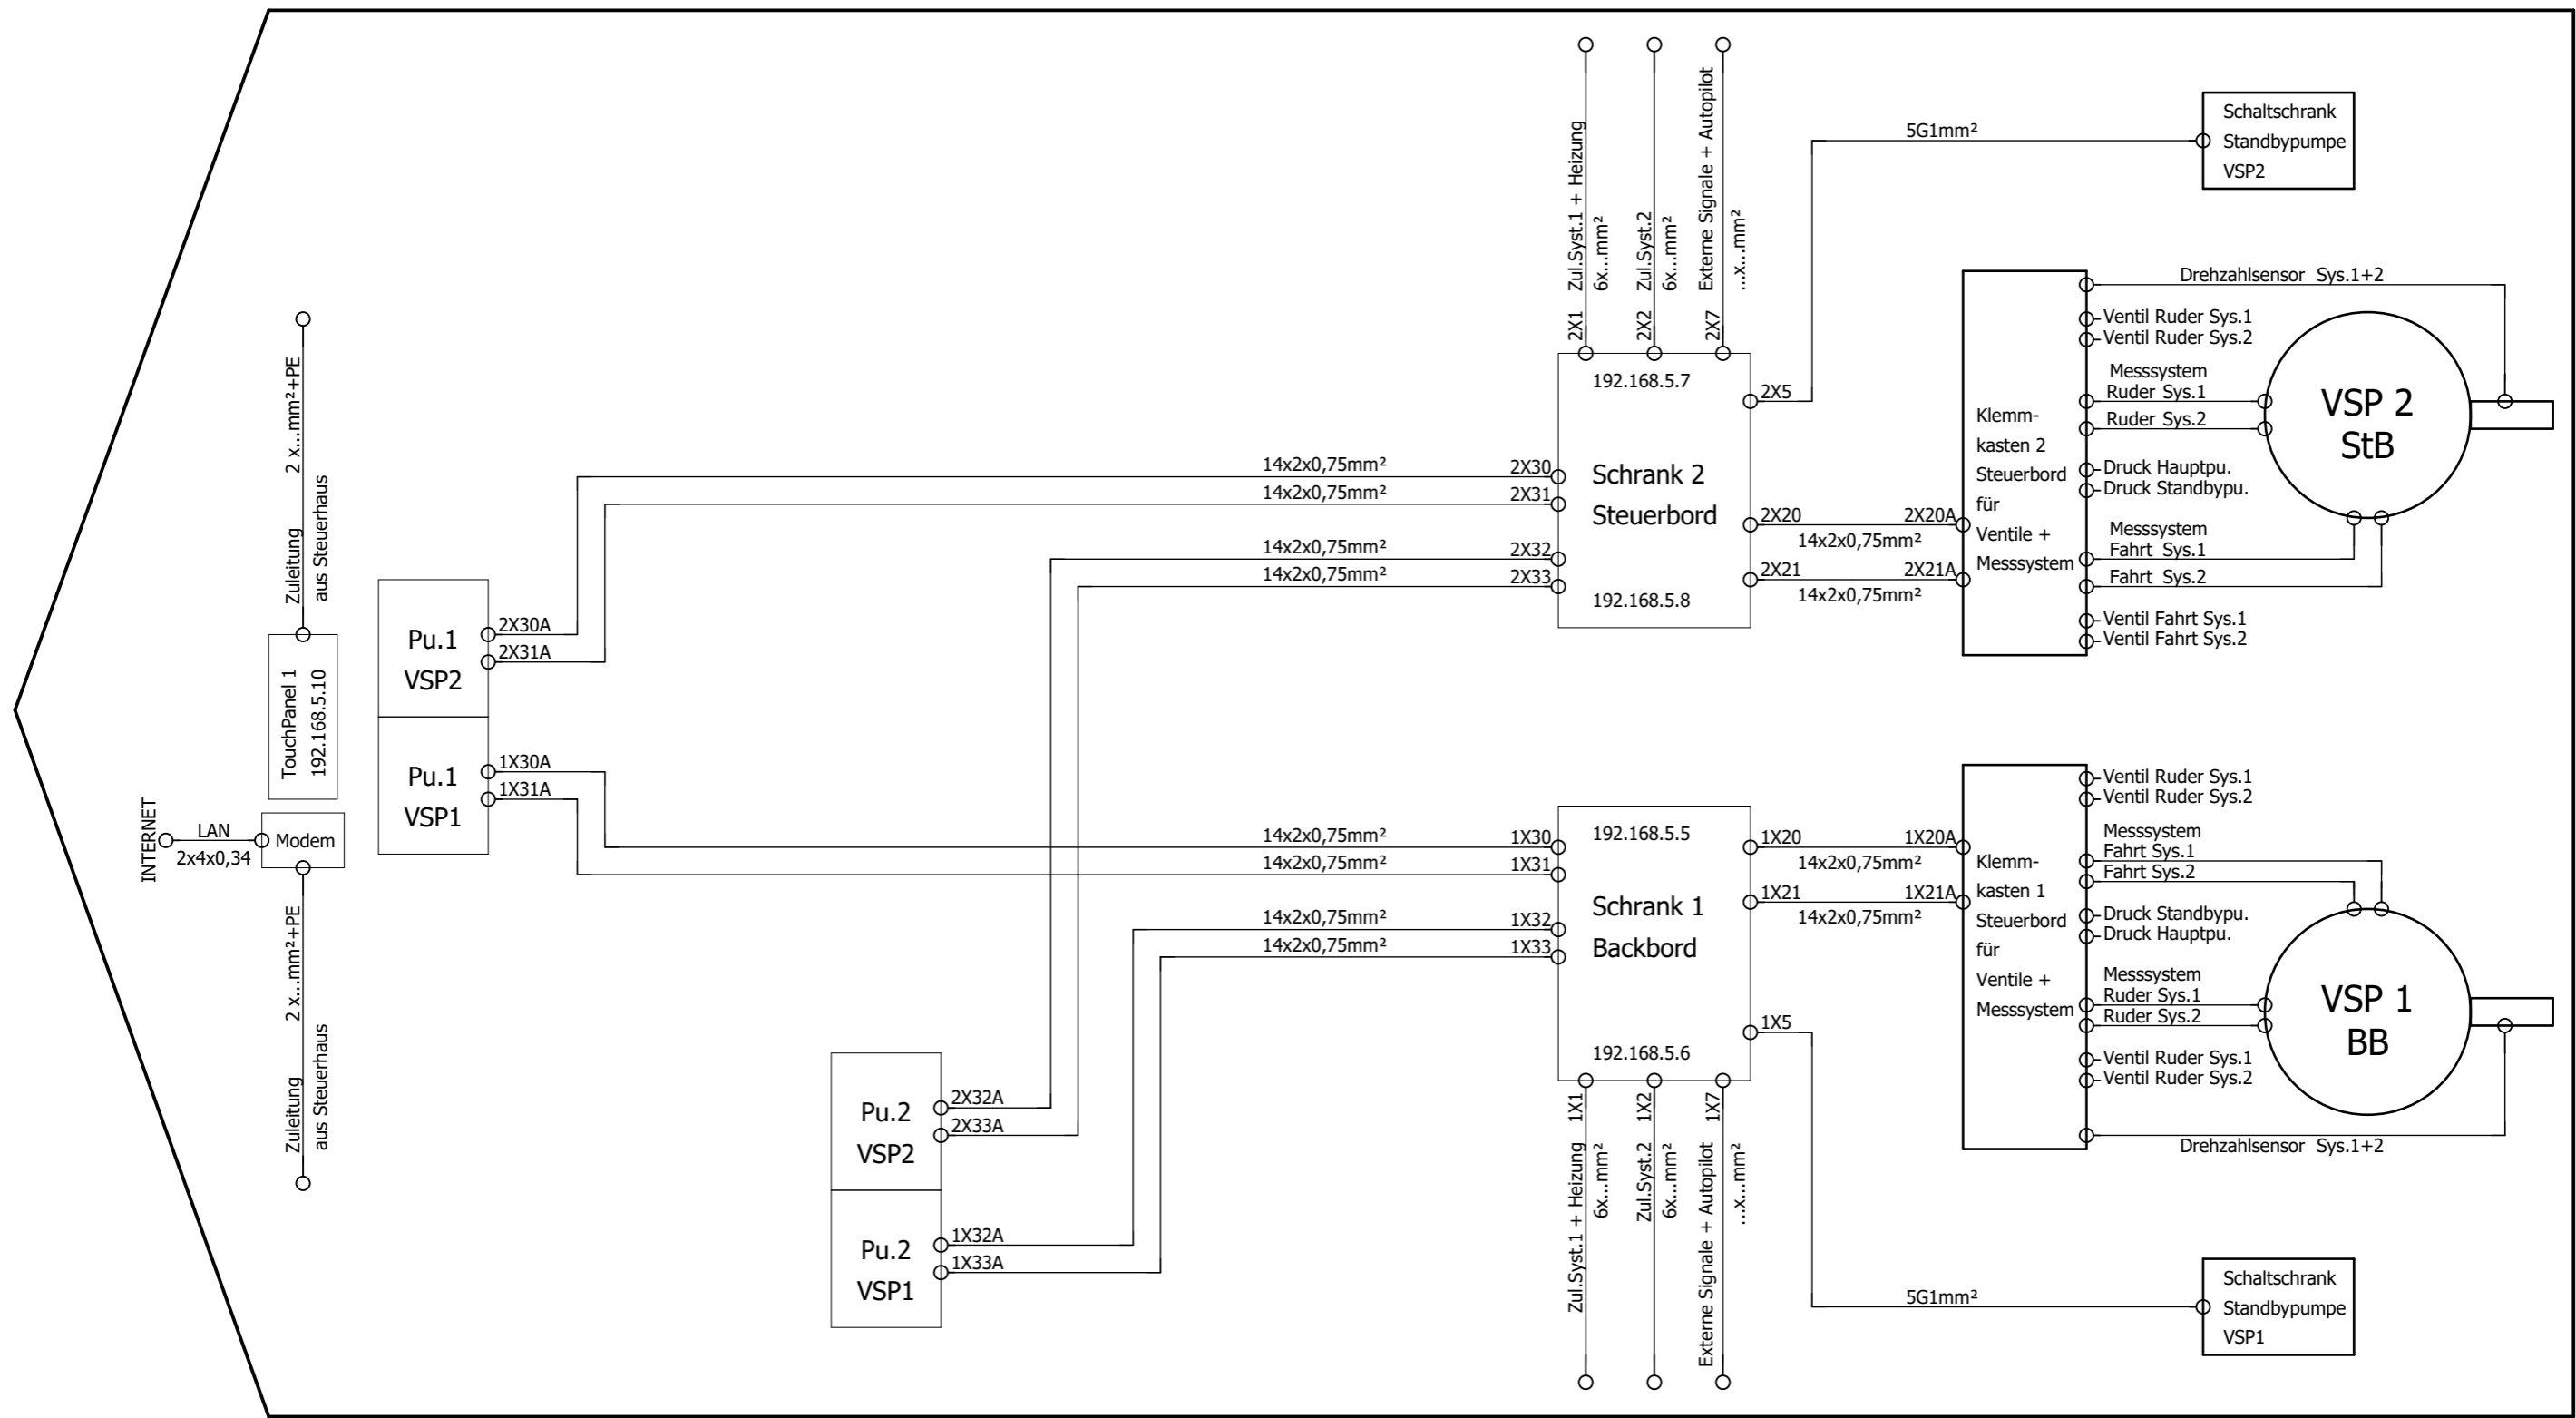 Zul.Syst.1 + Heizung
6x...mm²
Zul.Syst.2
6x...mm²
Externe Signale + Autopilot
...x...mm²
2X1
2X2
2X7
5G1mm²
Schaltschrank
Standbypumpe
VSP2
192.168.5.7
2X5
Schrank 2
Steuerbord
192.168.5.8
14x2x0,75mm²
2X30
14x2x0,75mm²
2X31
14x2x0,75mm²
2X32
14x2x0,75mm²
2X33
2X20
2X20A
14x2x0,75mm²
2X21
2X21A
14x2x0,75mm²
Klemm-
kasten 2
Steuerbord
für
Ventile +
Messsystem
Drehzahlsensor Sys.1+2
Ventil Ruder Sys.1
Ventil Ruder Sys.2
Messsystem
Ruder Sys.1
Ruder Sys.2
Druck Hauptpu.
Druck Standbypu.
Messsystem
Fahrt Sys.1
Fahrt Sys.2
Ventil Fahrt Sys.1
Ventil Fahrt Sys.2
VSP 2
StB
2 x...mm²+PE
Zuleitung
aus Steuerhaus
TouchPanel 1
192.168.5.10
Pu.1
VSP2
2X30A
2X31A
Pu.1
VSP1
1X30A
1X31A
INTERNET
LAN
2x4x0,34
Modem
2 x...mm²+PE
Zuleitung
aus Steuerhaus
14x2x0,75mm²
1X30
14x2x0,75mm²
1X31
14x2x0,75mm²
1X32
14x2x0,75mm²
1X33
192.168.5.5
Schrank 1
Backbord
192.168.5.6
1X20
1X20A
14x2x0,75mm²
1X21
1X21A
14x2x0,75mm²
1X5
Klemm-
kasten 1
Steuerbord
für
Ventile +
Messsystem
Ventil Ruder Sys.1
Ventil Ruder Sys.2
Messsystem
Fahrt Sys.1
Fahrt Sys.2
Druck Standbypu.
Druck Hauptpu.
Messsystem
Ruder Sys.1
Ruder Sys.2
Ventil Ruder Sys.1
Ventil Ruder Sys.2
Drehzahlsensor Sys.1+2
VSP 1
BB
Pu.2
VSP2
2X32A
2X33A
Pu.2
VSP1
1X32A
1X33A
1X1
1X2
1X7
Zul.Syst.1 + Heizung
6x...mm²
Zul.Syst.2
6x...mm²
Externe Signale + Autopilot
...x...mm²
5G1mm²
Schaltschrank
Standbypumpe
VSP1